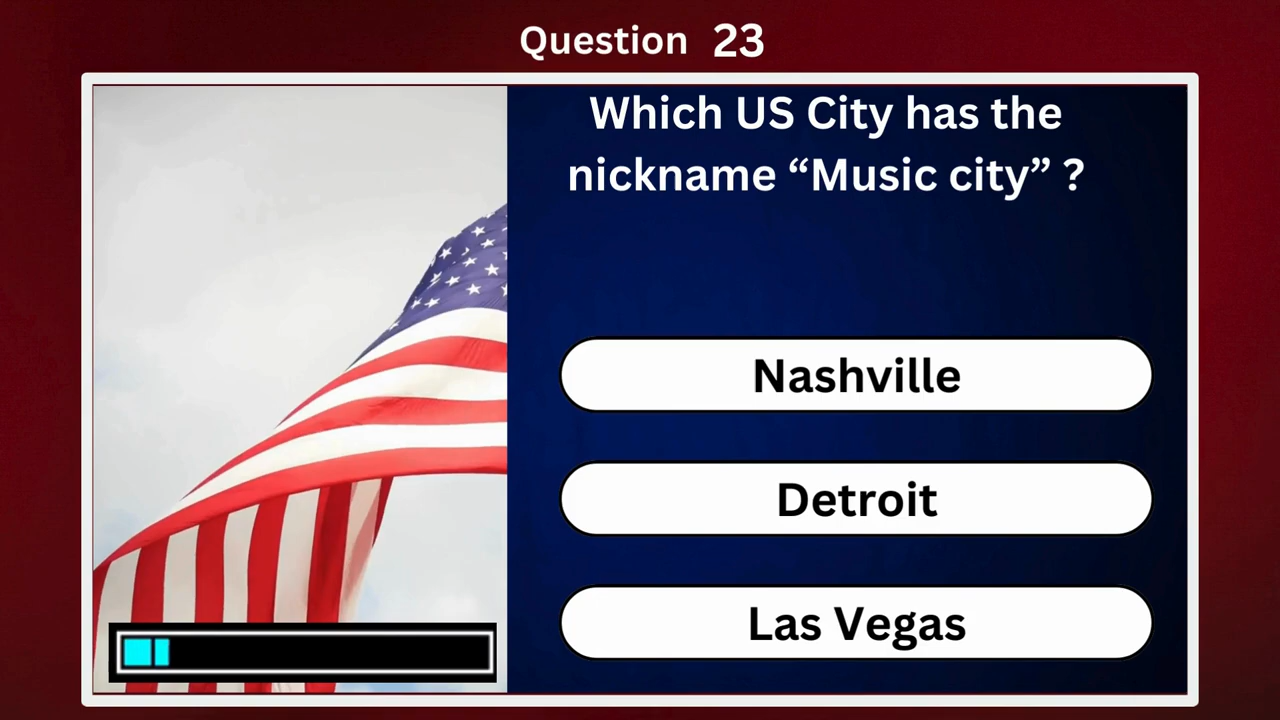 Question 23
Which US City has the
nickname “Music city” ?
Nashville
Detroit
Las Vegas